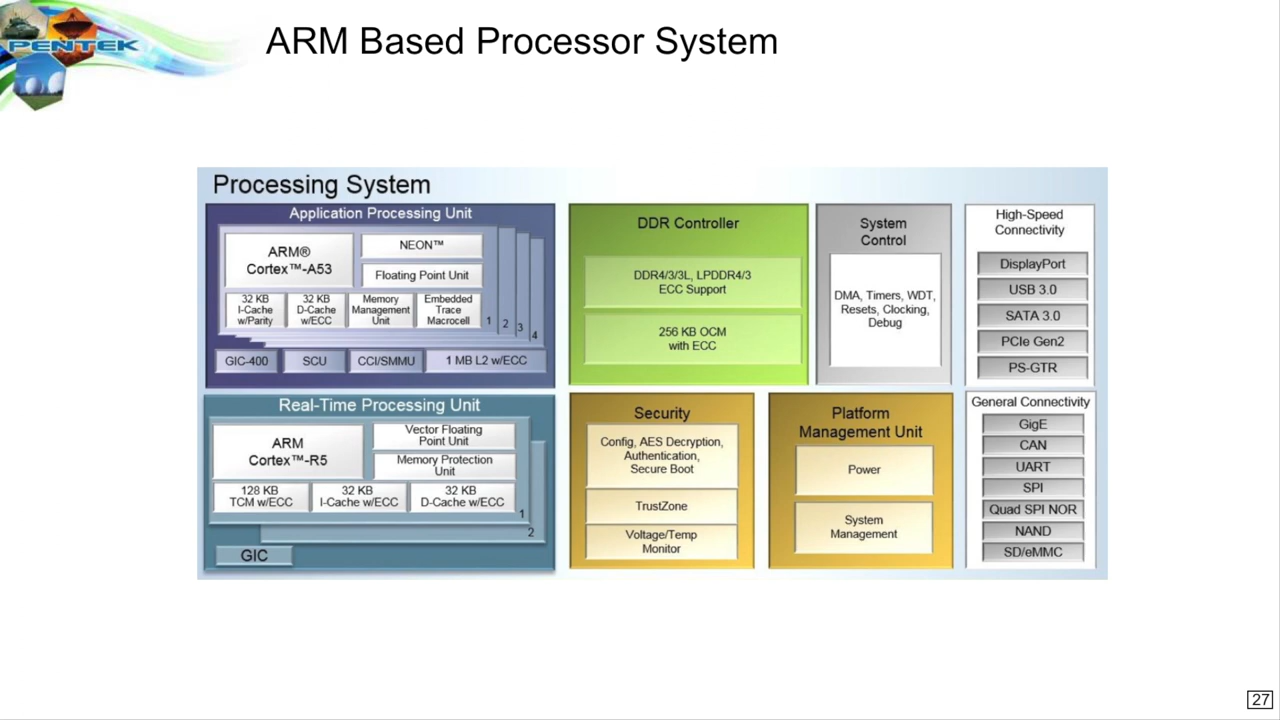 PENTEK
ARM Based Processor System
Processing System
Application Processing Unit
ARM®
Cortex™-A53
NEON™
Floating Point Unit
32 KB
I-Cache
w/Parity
32 KB
D-Cache
w/ECC
Memory
Management
Unit
Embedded
Trace
Macrocell
1
2
3
4
GIC-400
SCU
CCI/SMMU
1 MB L2 w/ECC
Real-Time Processing Unit
ARM
Cortex™-R5
Vector Floating
Point Unit
Memory Protection
Unit
128 KB
TCM w/ECC
32 KB
I-Cache w/ECC
32 KB
D-Cache w/ECC
1
2
GIC
DDR Controller
DDR4/3/3L, LPDDR4/3
ECC Support
256 KB OCM
with ECC
System
Control
DMA, Timers, WDT,
Resets, Clocking,
Debug
High-Speed
Connectivity
DisplayPort
USB 3.0
SATA 3.0
PCIe Gen2
PS-GTR
Security
Config, AES Decryption,
Authentication,
Secure Boot
TrustZone
Voltage/Temp
Monitor
Platform
Management Unit
Power
System
Management
General Connectivity
GigE
CAN
UART
SPI
Quad SPI NOR
NAND
SD/eMMC
27